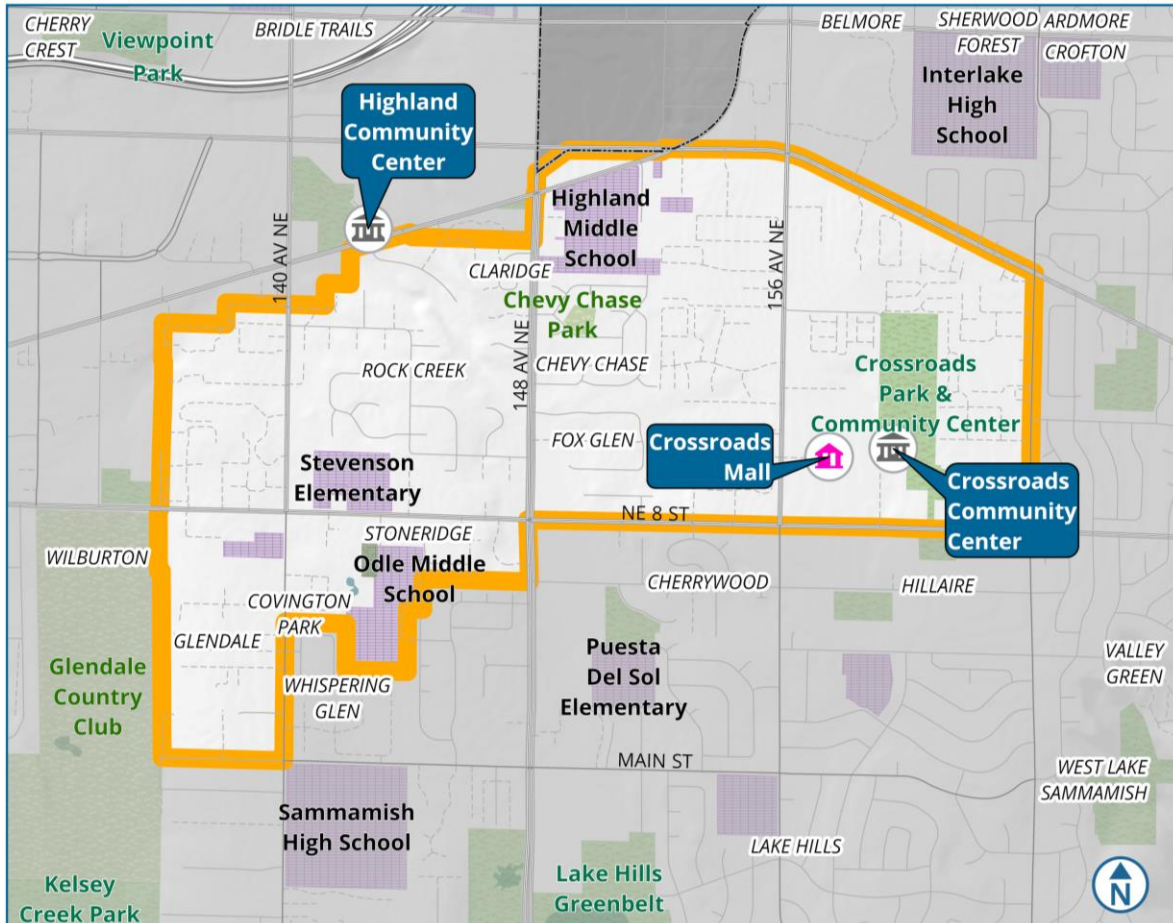 CHERRY
CREST
Viewpoint
Park
BRIDLE TRAILS
BELMORE
SHERWOOD
FOREST
ARDMORE
CROFTON
Interlake
High
School
Highland
Community
Center
140 AV NE
148 AV NE
156 AV NE
Highland
Middle
School
CLARIDGE
Chevy Chase
Park
ROCK CREEK
CHEVY CHASE
FOX GLEN
Crossroads
Park &
Community Center
Crossroads
Mall
Crossroads
Community
Center
Stevenson
Elementary
NE 8 ST
STONERIDGE
Odle Middle
School
WILBURTON
COVINGTON
PARK
GLENDALE
WHISPERING
GLEN
CHERRYWOOD
HILLAIRE
Glendale
Country
Club
Puesta
Del Sol
Elementary
VALLEY
GREEN
MAIN ST
WEST LAKE
SAMMAMISH
Sammamish
High School
LAKE HILLS
Kelsey
Creek Park
Lake Hills
Greenbelt
N